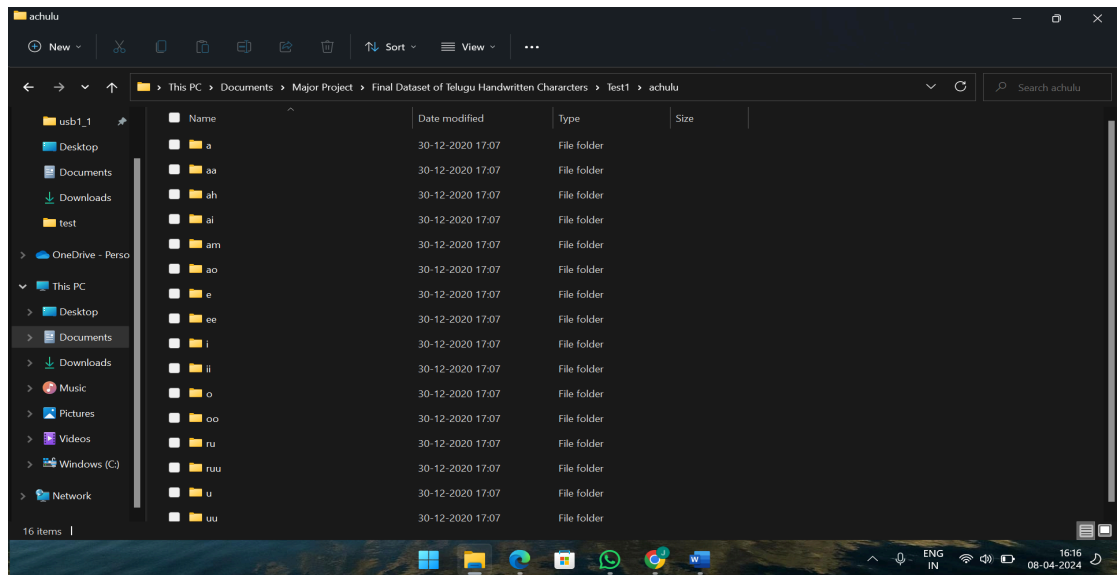 achulu
New
Sort
View
This PC > Documents > Major Project > Final Dataset of Telugu Handwritten Chararcters > Test1 > achulu
Search achulu
Name Date modified Type Size
usb1_1
Desktop
Documents
Downloads
test
OneDrive - Perso
This PC
Desktop
Documents
Downloads
Music
Pictures
Videos
Windows (C:)
Network
a 30-12-2020 17:07 File folder
aa 30-12-2020 17:07 File folder
ah 30-12-2020 17:07 File folder
ai 30-12-2020 17:07 File folder
am 30-12-2020 17:07 File folder
ao 30-12-2020 17:07 File folder
e 30-12-2020 17:07 File folder
ee 30-12-2020 17:07 File folder
i 30-12-2020 17:07 File folder
ii 30-12-2020 17:07 File folder
o 30-12-2020 17:07 File folder
oo 30-12-2020 17:07 File folder
ru 30-12-2020 17:07 File folder
ruu 30-12-2020 17:07 File folder
u 30-12-2020 17:07 File folder
uu 30-12-2020 17:07 File folder
16 items
ENG 16:16
IN 08-04-2024